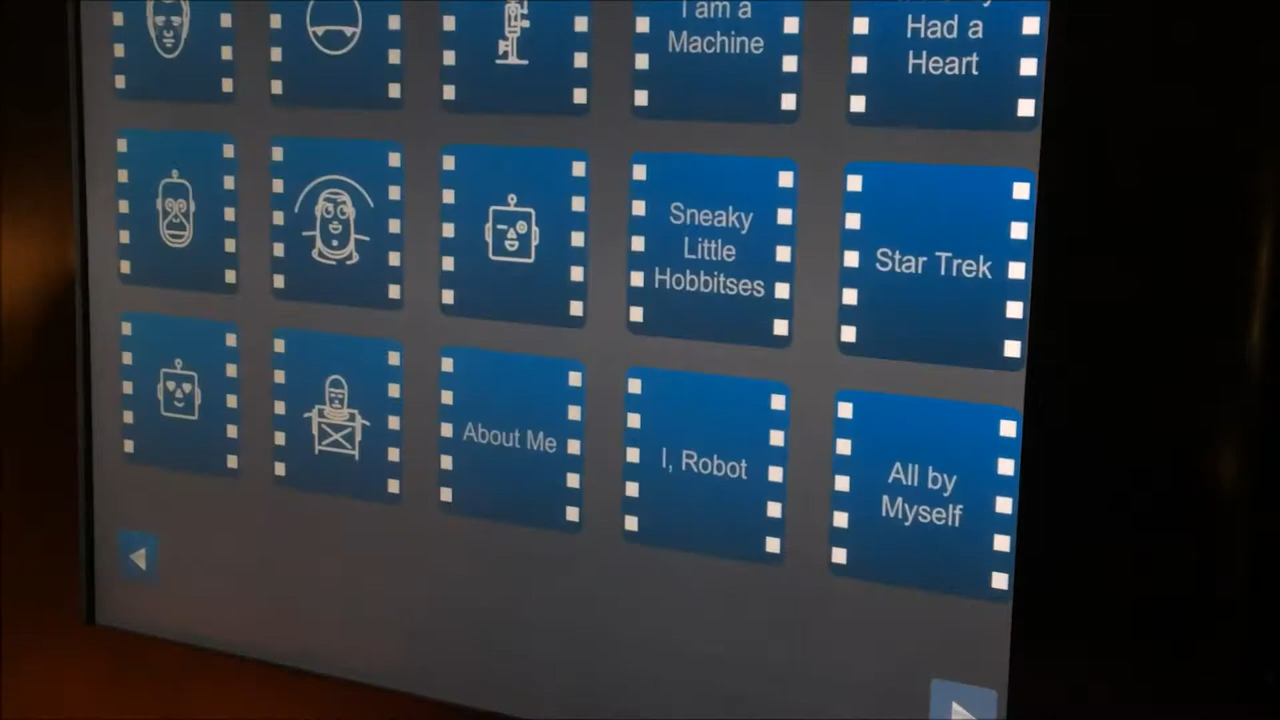 I am a
Machine
Had a
Heart
Sneaky
Little
Hobbitses
Star Trek
About Me
I, Robot
All by
Myself